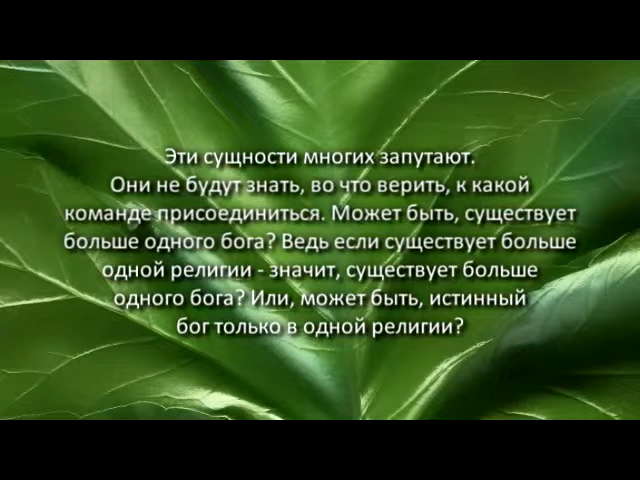 Эти сущности многих запутают.
Они не будут знать, во что верить, к какой
команде присоединиться. Может быть, существует
больше одного бога? Ведь если существует больше
одной религии - значит, существует больше
одного бога? Или, может быть, истинный
бог только в одной религии?